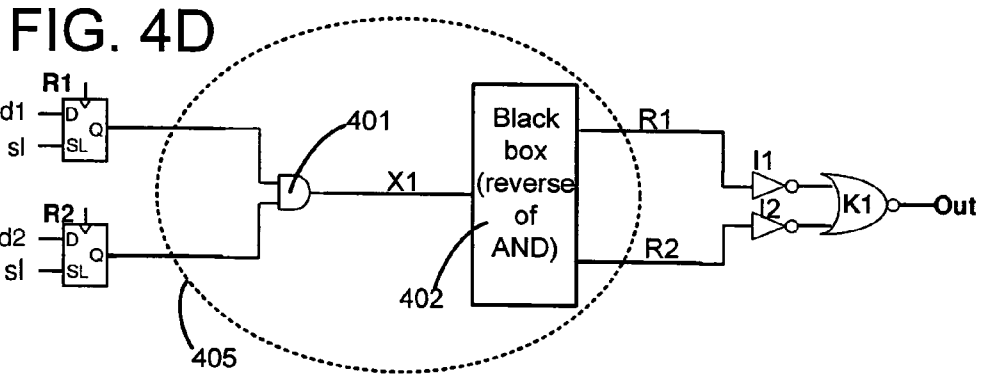 FIG. 4D
R1
d1
D
Q
sl
SL
R2
d2
D
Q
sl
SL
401
X1
Black
box
(reverse
of
AND)
402
405
R1
R2
I1
I2
K1
Out